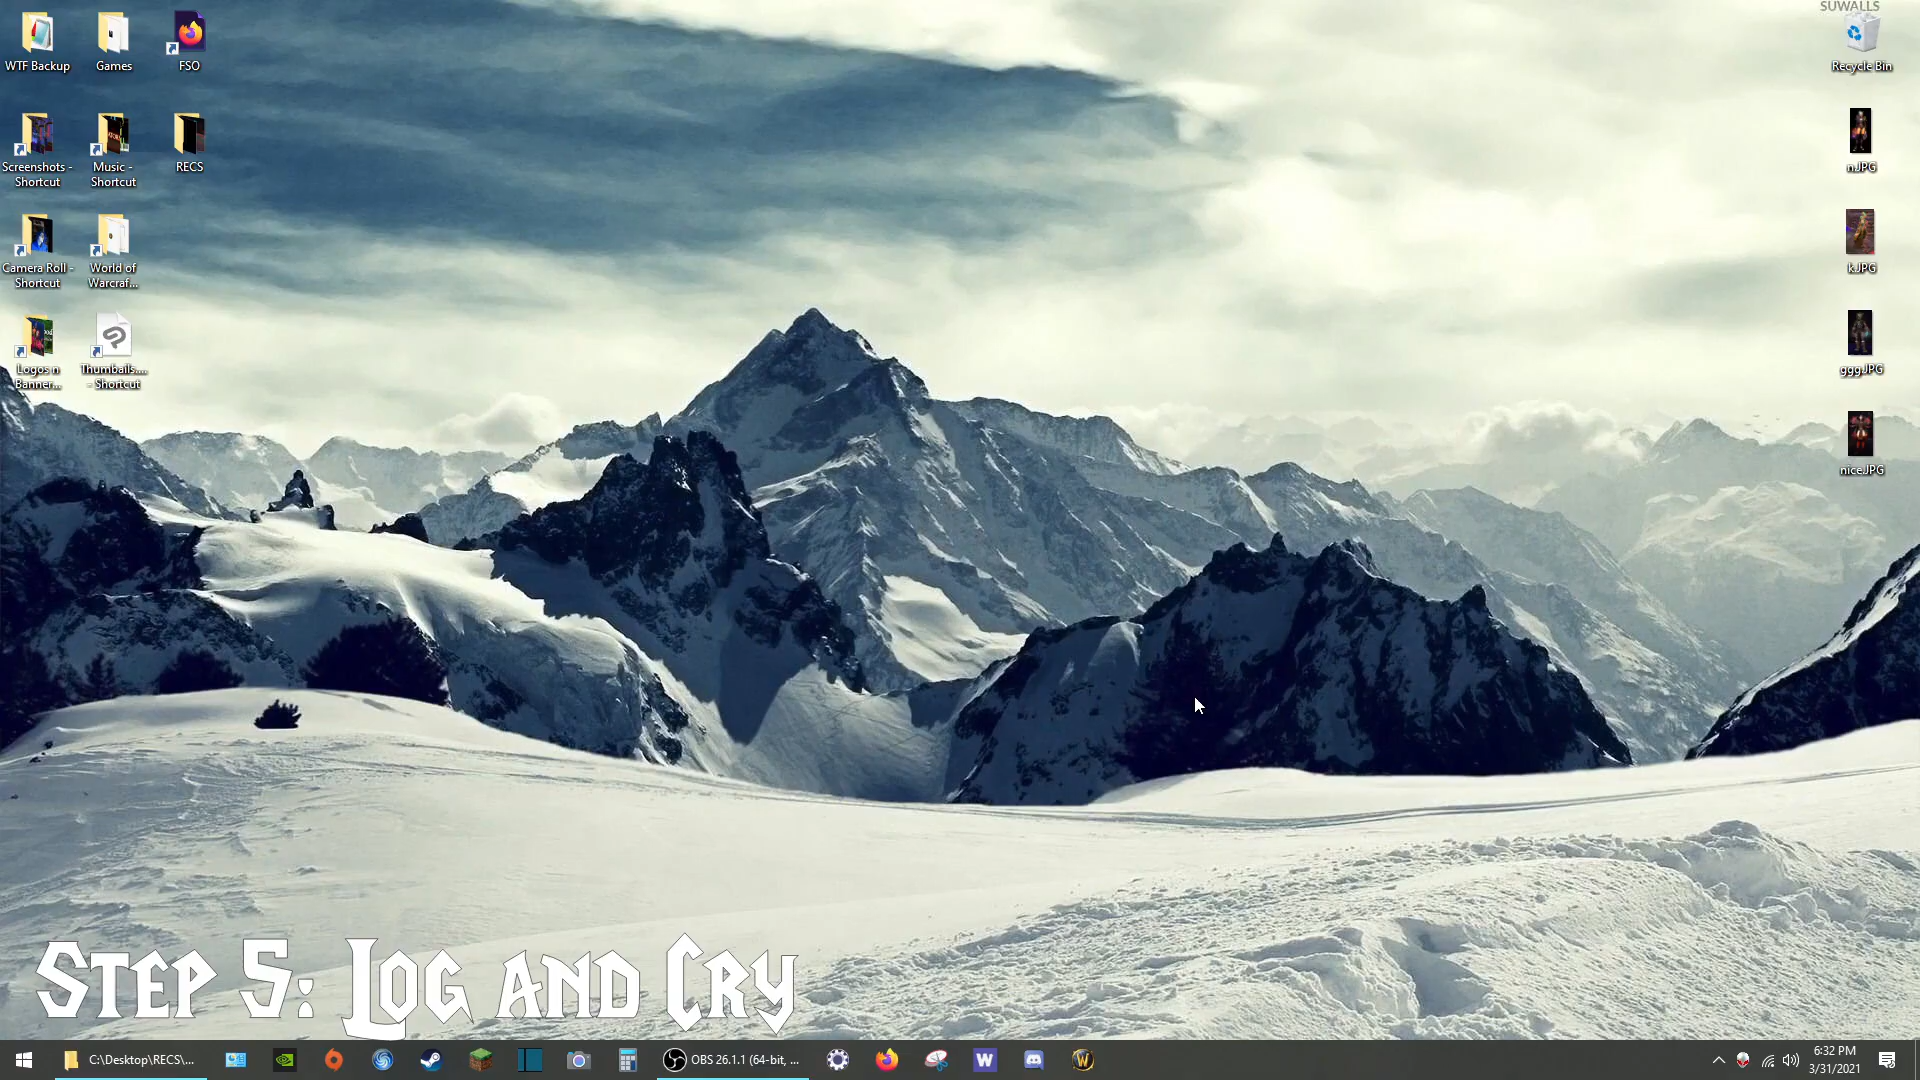 SUWALLS
WTF Backup
Games
FSO
Recycle Bin
Screenshots -
Shortcut
Music -
Shortcut
RECS
n.JPG
Camera Roll -
Shortcut
World of
Warcraf...
k.JPG
Logos n
Banner...
Thumballs....
- Shortcut
ggg.JPG
nice.JPG
Step 5: Log and Cry
C:\Desktop\RECS\...
OBS 26.1.1 (64-bit, ...
W
W
6:32 PM
3/31/2021